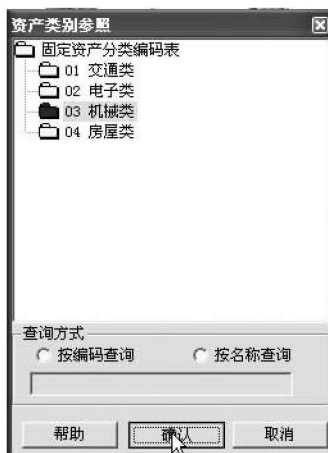 资产类别参照
固定资产分类编码表
01 交通类
02 电子类
03 机械类
04 房屋类
查询方式
按编码查询 按名称查询
帮助 确认 取消